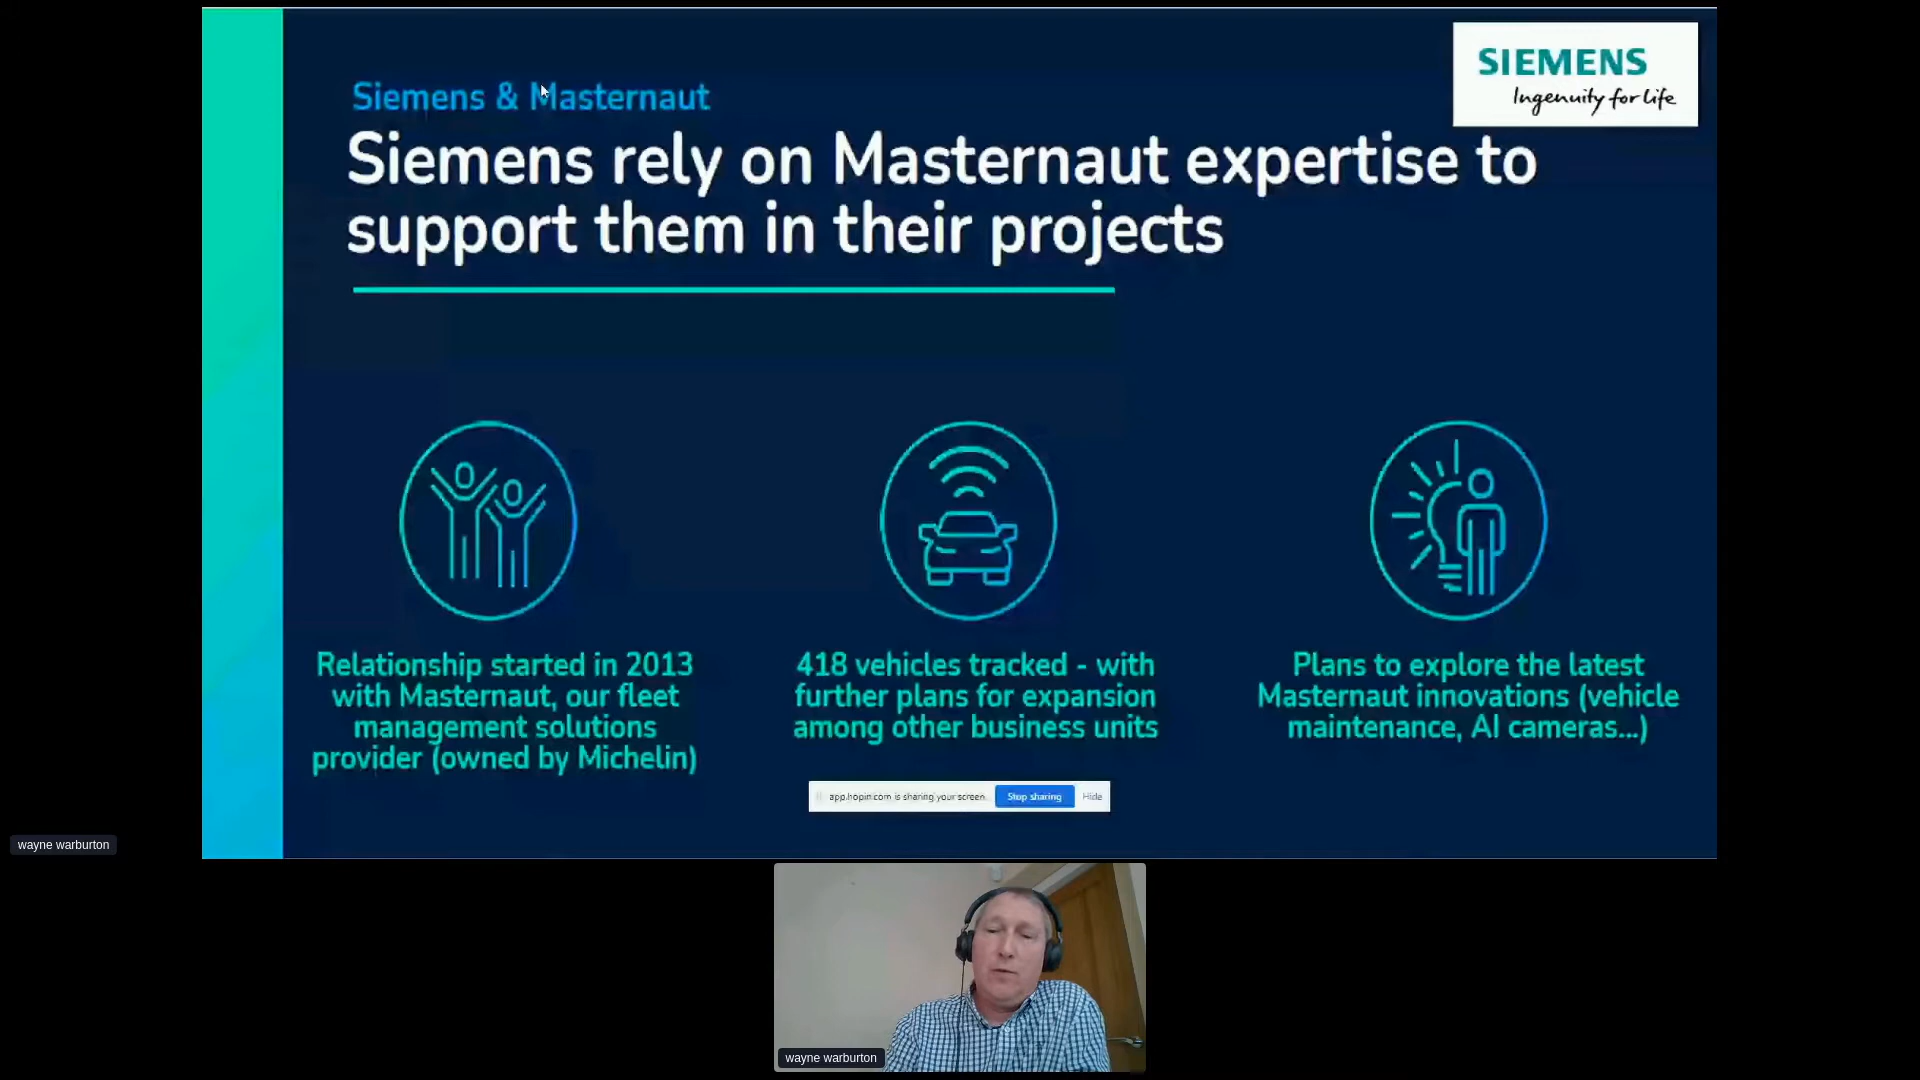 SIEMENS
Ingenuity for life
Siemens & Masternaut
Siemens rely on Masternaut expertise to
support them in their projects
Relationship started in 2013
with Masternaut, our fleet
management solutions
provider (owned by Michelin)
418 vehicles tracked - with
further plans for expansion
among other business units
Plans to explore the latest
Masternaut innovations (vehicle
maintenance, AI cameras...)
app.hopin.com is sharing your screen. Stop sharing Hide
wayne warburton
wayne warburton